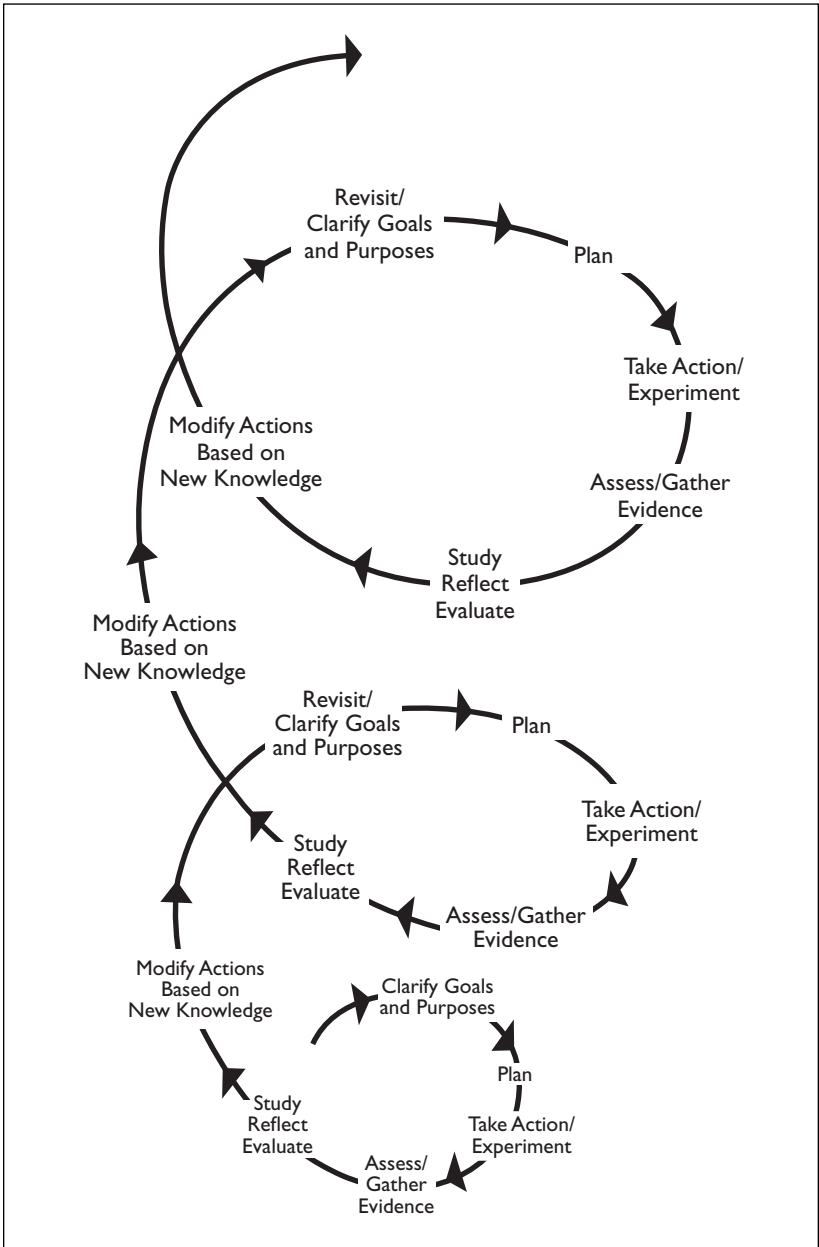 Revisit/
Clarify Goals
and Purposes
Plan
Take Action/
Experiment
Assess/Gather
Evidence
Study
Reflect
Evaluate
Modify Actions
Based on
New Knowledge
Modify Actions
Based on
New Knowledge
Revisit/
Clarify Goals
and Purposes
Plan
Take Action/
Experiment
Assess/Gather
Evidence
Study
Reflect
Evaluate
Modify Actions
Based on
New Knowledge
Clarify Goals
and Purposes
Plan
Take Action/
Experiment
Assess/
Gather
Evidence
Study
Reflect
Evaluate